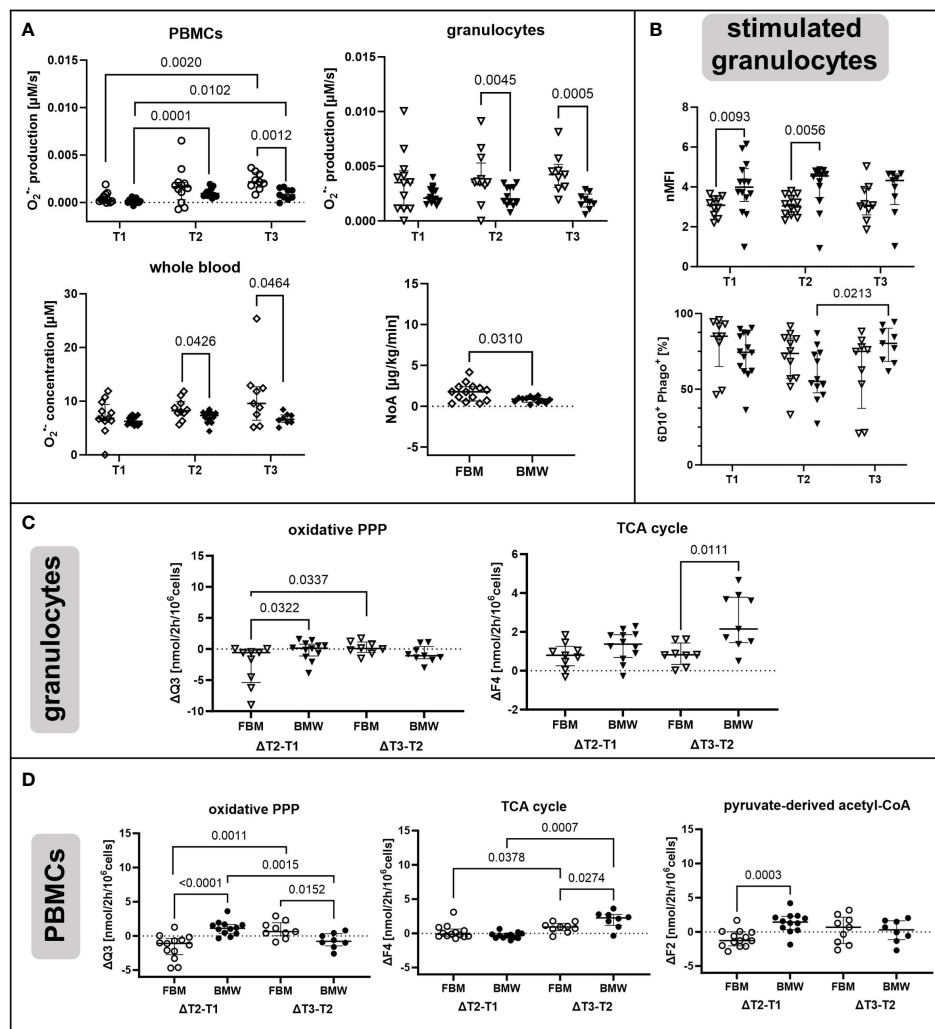 A
PBMCs
O₂•⁻ production [µM/s]
0.015
0.010
0.005
0.000
0.0020
0.0102
0.0001
0.0012
T1
T2
T3
granulocytes
O₂•⁻ production [µM/s]
0.015
0.010
0.005
0.000
0.0045
0.0005
T1
T2
T3
whole blood
O₂•⁻ concentration [µM]
30
20
10
0
0.0426
0.0464
T1
T2
T3
NoA [µg/kg/min]
15
10
5
0
-5
0.0310
FBM
BMW
B
stimulated
granulocytes
nMFI
8
6
4
2
0
0.0093
0.0056
T1
T2
T3
6D10⁺ Phago⁺ [%]
100
50
0
0.0213
T1
T2
T3
C
granulocytes
oxidative PPP
ΔQ3 [nmol/2h/10⁶cells]
15
10
5
0
-5
-10
0.0337
0.0322
FBM
BMW
FBM
BMW
ΔT2-T1
ΔT3-T2
TCA cycle
ΔF4 [nmol/2h/10⁶cells]
6
4
2
0
-2
0.0111
FBM
BMW
FBM
BMW
ΔT2-T1
ΔT3-T2
D
PBMCs
oxidative PPP
ΔQ3 [nmol/2h/10⁶cells]
15
10
5
0
-5
0.0011
0.0015
<0.0001
0.0152
FBM
BMW
FBM
BMW
ΔT2-T1
ΔT3-T2
TCA cycle
ΔF4 [nmol/2h/10⁶cells]
15
10
5
0
-5
0.0007
0.0378
0.0274
FBM
BMW
FBM
BMW
ΔT2-T1
ΔT3-T2
pyruvate-derived acetyl-CoA
ΔF2 [nmol/2h/10⁶cells]
15
10
5
0
-5
0.0003
FBM
BMW
FBM
BMW
ΔT2-T1
ΔT3-T2